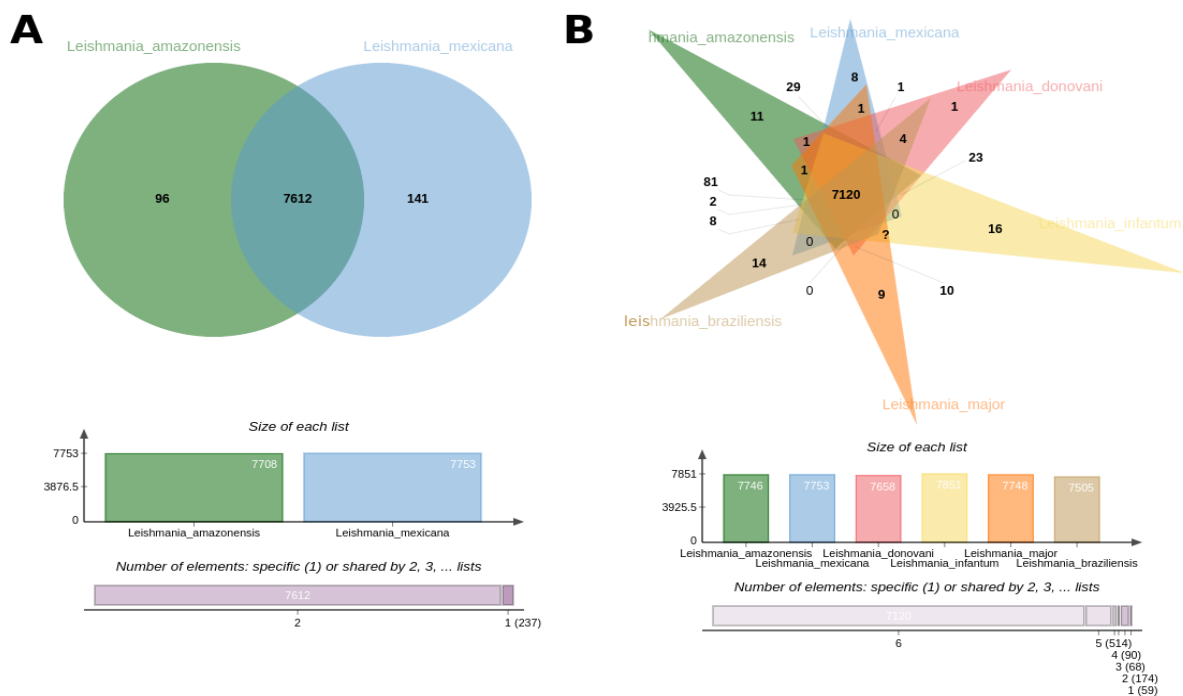 A
Leishmania_amazonensis
Leishmania_mexicana
96
7612
141
Size of each list
7753
3876.5
0
7708
7753
Leishmania_amazonensis
Leishmania_mexicana
Number of elements: specific (1) or shared by 2, 3, ... lists
7612
2
1 (237)
B
hmania_amazonensis
Leishmania_mexicana
Leishmania_donovani
29
8
1
11
1
1
4
1
23
1
81
7120
2
8
0
16
Leishmania_infantum
0
?
14
0
9
10
leishmania_braziliensis
Leishmania_major
Size of each list
7851
3925.5
0
7746
7753
7658
7851
7748
7505
Leishmania_amazonensis
Leishmania_mexicana
Leishmania_donovani
Leishmania_infantum
Leishmania_major
Leishmania_braziliensis
Number of elements: specific (1) or shared by 2, 3, ... lists
7120
6
5 (514)
4 (90)
3 (68)
2 (174)
1 (59)